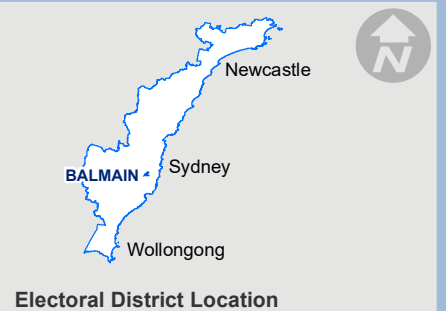 N
Newcastle
BALMAIN
Sydney
Wollongong
Electoral District Location